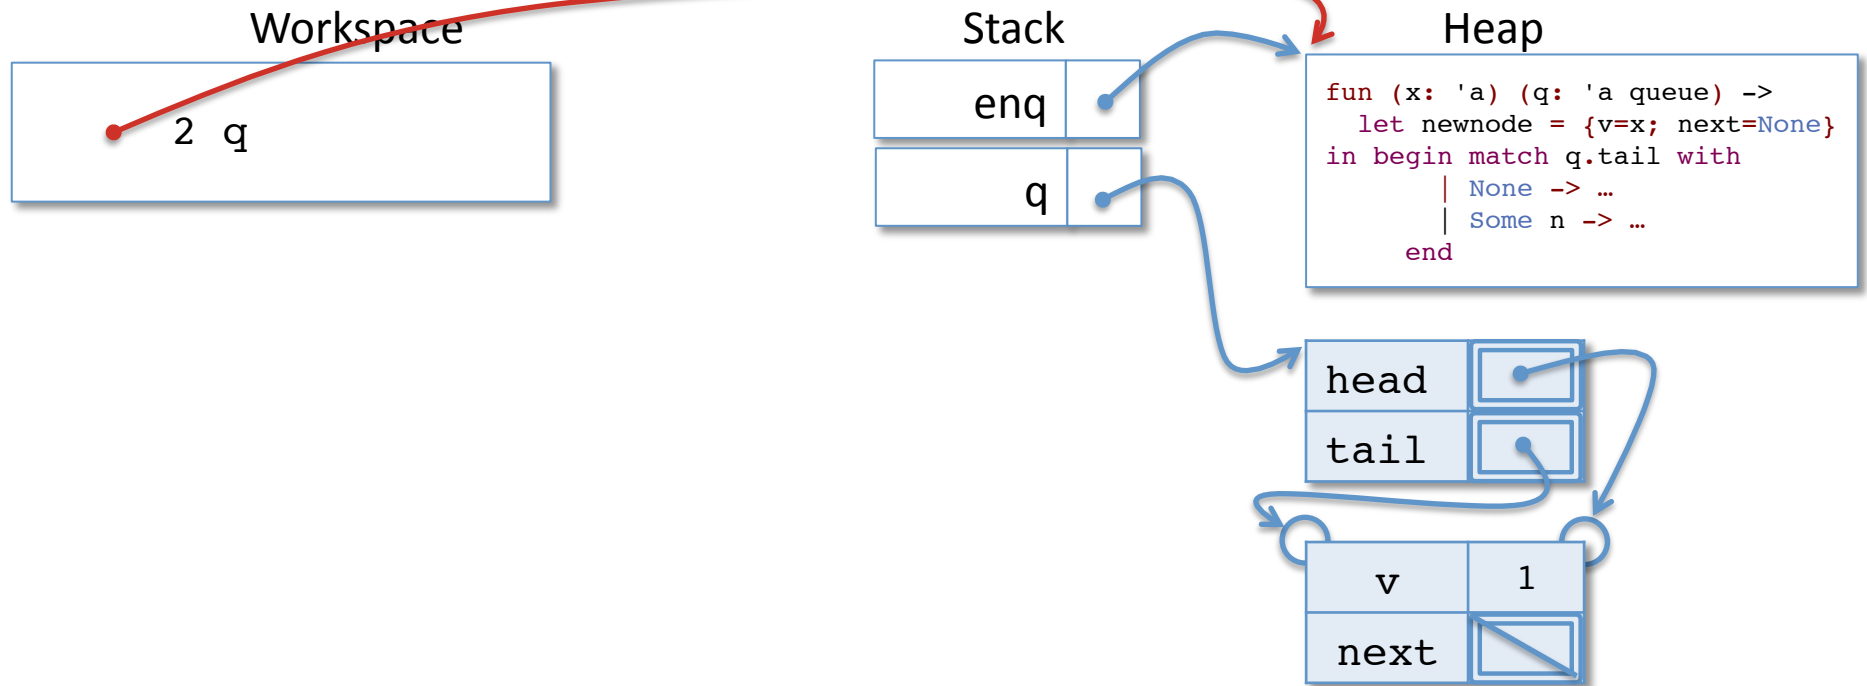 Workspace
2 q
Stack
enq
q
Heap
fun (x: 'a) (q: 'a queue) ->
let newnode = {v=x; next=None}
in begin match q.tail with
| None -> …
| Some n -> …
end
head
tail
v 1
next